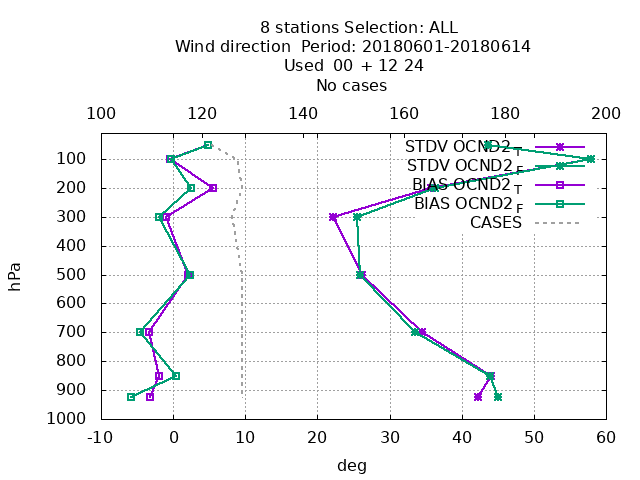 8 stations Selection: ALL
Wind direction  Period: 20180601-20180614
Used  00 + 12 24
No cases
100 120 140 160 180 200
STDV OCND2_T
STDV OCND2_F
BIAS OCND2_T
BIAS OCND2_F
CASES
hPa
100
200
300
400
500
600
700
800
900
1000
-10 0 10 20 30 40 50 60
deg